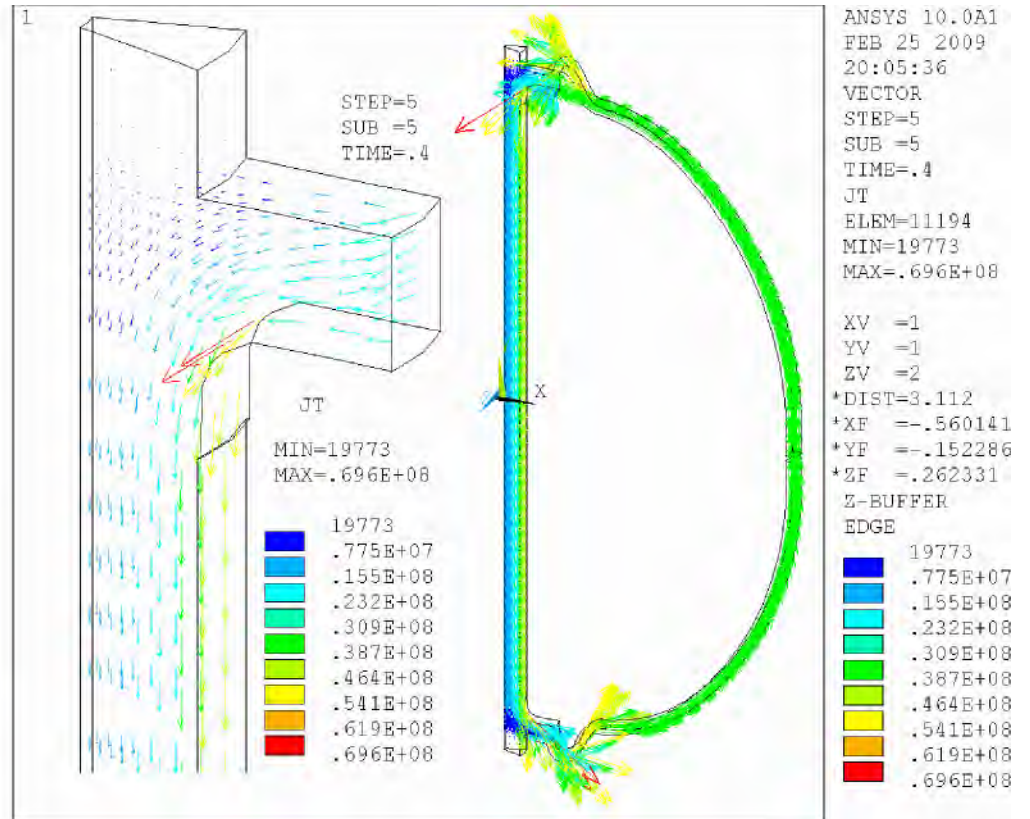 1
STEP=5
SUB =5
TIME=.4
JT
MIN=19773
MAX=.696E+08
19773
.775E+07
.155E+08
.232E+08
.309E+08
.387E+08
.464E+08
.541E+08
.619E+08
.696E+08
X
ANSYS 10.0A1
FEB 25 2009
20:05:36
VECTOR
STEP=5
SUB =5
TIME=.4
JT
ELEM=11194
MIN=19773
MAX=.696E+08
XV =1
YV =1
ZV =2
*DIST=3.112
*XF =-.560141
*YF =-.152286
*ZF =.262331
Z-BUFFER
EDGE
19773
.775E+07
.155E+08
.232E+08
.309E+08
.387E+08
.464E+08
.541E+08
.619E+08
.696E+08